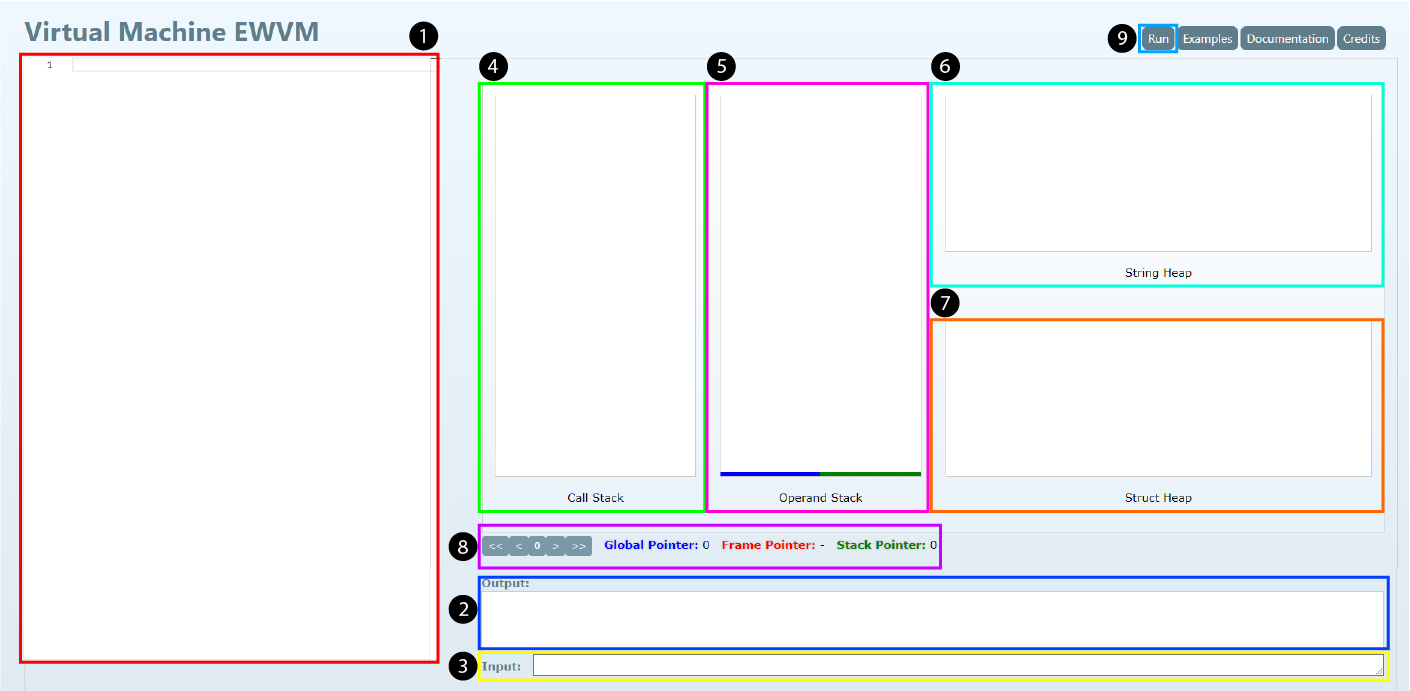 Virtual Machine EWVM
1
9
Run
Examples
Documentation
Credits
1
4
5
6
String Heap
7
Call Stack
Operand Stack
Struct Heap
8
<< < 0 > >> Global Pointer: 0 Frame Pointer: - Stack Pointer: 0
Output:
2
3
Input: